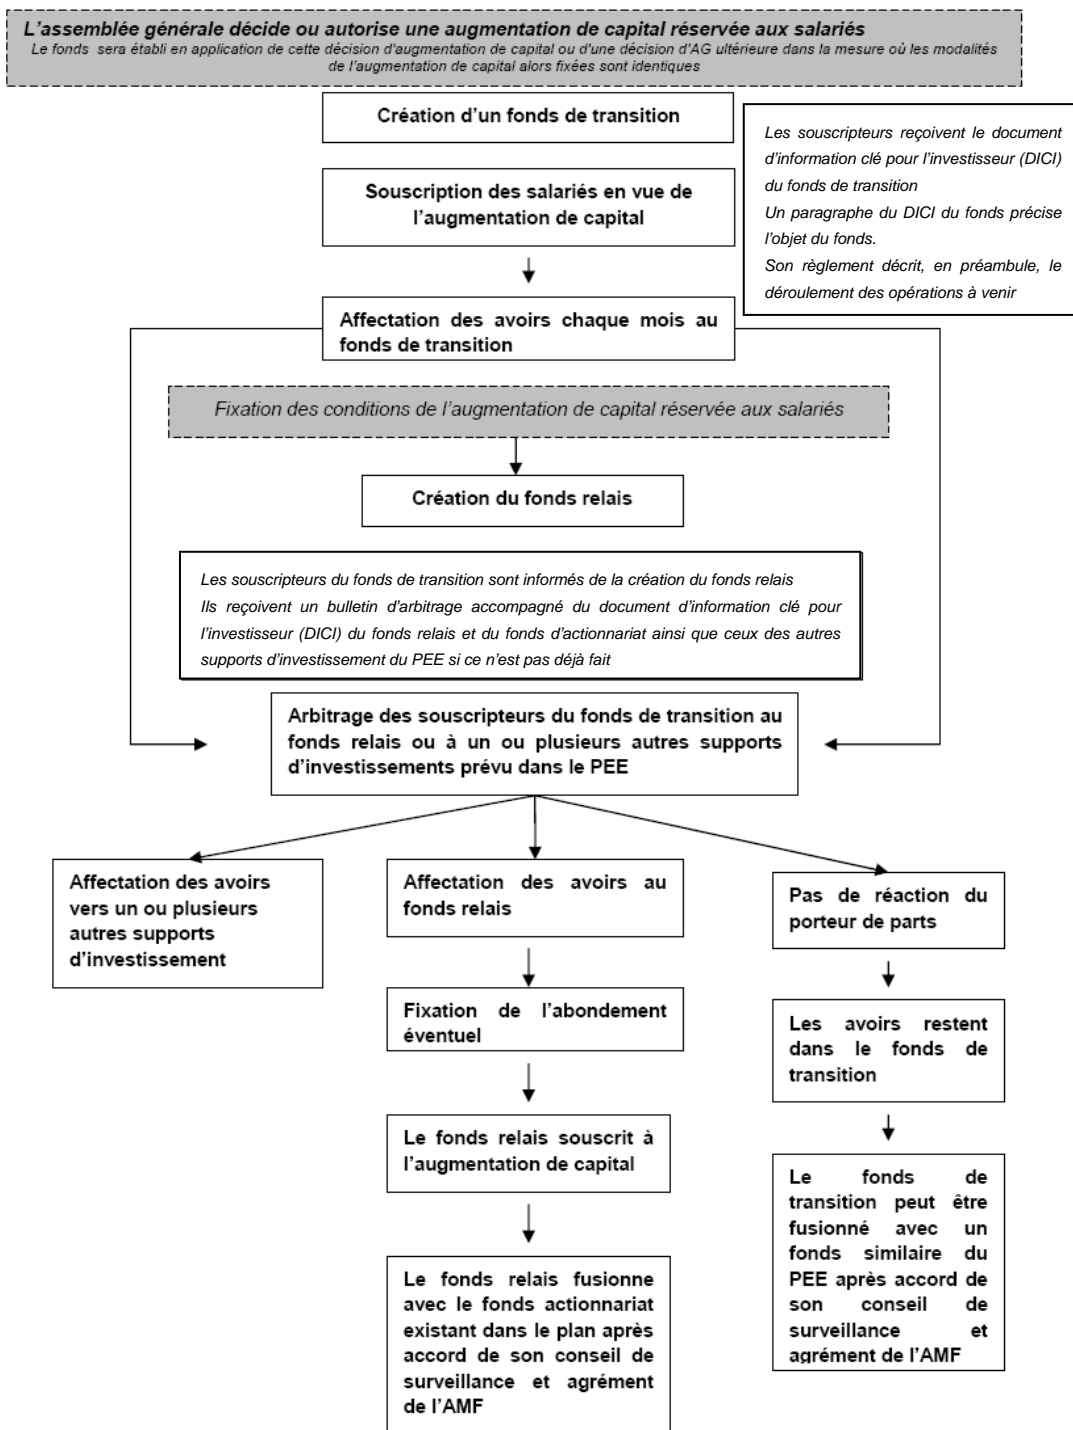 L'assemblée générale décide ou autorise une augmentation de capital réservée aux salariés
Le fonds sera établi en application de cette décision d'augmentation de capital ou d'une décision d'AG ultérieure dans la mesure où les modalités
de l'augmentation de capital alors fixées sont identiques
Création d'un fonds de transition
Les souscripteurs reçoivent le document
d'information clé pour l'investisseur (DICI)
du fonds de transition
Un paragraphe du DICI du fonds précise
l'objet du fonds.
Son règlement décrit, en préambule, le
déroulement des opérations à venir
Souscription des salariés en vue de
l'augmentation de capital
Affectation des avoirs chaque mois au
fonds de transition
Fixation des conditions de l'augmentation de capital réservée aux salariés
Création du fonds relais
Les souscripteurs du fonds de transition sont informés de la création du fonds relais
Ils reçoivent un bulletin d'arbitrage accompagné du document d'information clé pour
l'investisseur (DICI) du fonds relais et du fonds d'actionnariat ainsi que ceux des autres
supports d'investissement du PEE si ce n'est pas déjà fait
Arbitrage des souscripteurs du fonds de transition au
fonds relais ou à un ou plusieurs autres supports
d'investissements prévu dans le PEE
Affectation des avoirs
vers un ou plusieurs
autres supports
d'investissement
Affectation des avoirs au
fonds relais
Fixation de l'abondement
éventuel
Le fonds relais souscrit à
l'augmentation de capital
Le fonds relais fusionne
avec le fonds actionnariat
existant dans le plan après
accord de son conseil de
surveillance et agrément
de l'AMF
Pas de réaction du
porteur de parts
Les avoirs restent
dans le fonds de
transition
Le fonds de
transition peut être
fusionné avec un
fonds similaire du
PEE après accord de
son conseil de
surveillance et
agrément de l'AMF